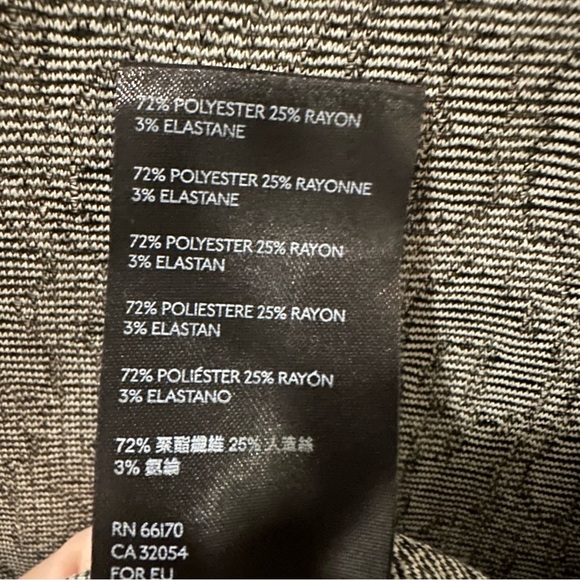 72% POLYESTER 25% RAYON
3% ELASTANE
72% POLYESTER 25% RAYONNE
3% ELASTANE
72% POLYESTER 25% RAYON
3% ELASTAN
72% POLIESTERE 25% RAYON
3% ELASTAN
72% POLIÉSTER 25% RAYÓN
3% ELASTANO
72% 聚酯纖維 25% 人造絲
3% 氨綸
RN 66170
CA 32054
FOR EU